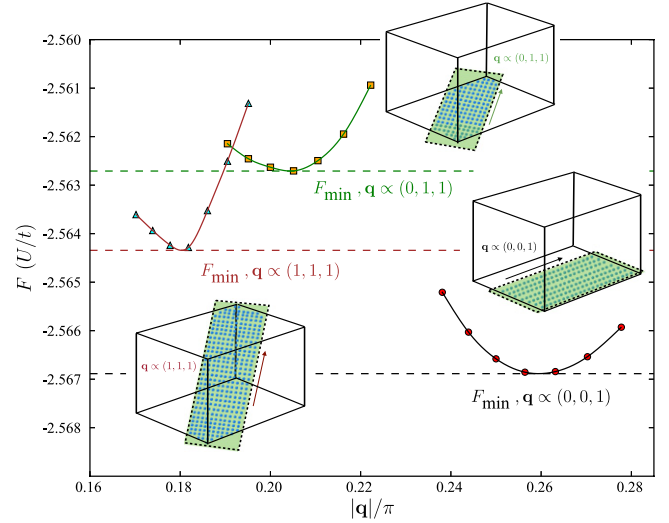 -2.560
-2.561
-2.562
-2.563
-2.564
-2.565
-2.566
-2.567
-2.568
F (U/t)
0.16
0.18
0.20
0.22
0.24
0.26
0.28
|q|/π
q ∝ (0, 1, 1)
F_min , q ∝ (0, 1, 1)
q ∝ (0, 0, 1)
F_min , q ∝ (1, 1, 1)
q ∝ (1, 1, 1)
F_min , q ∝ (0, 0, 1)